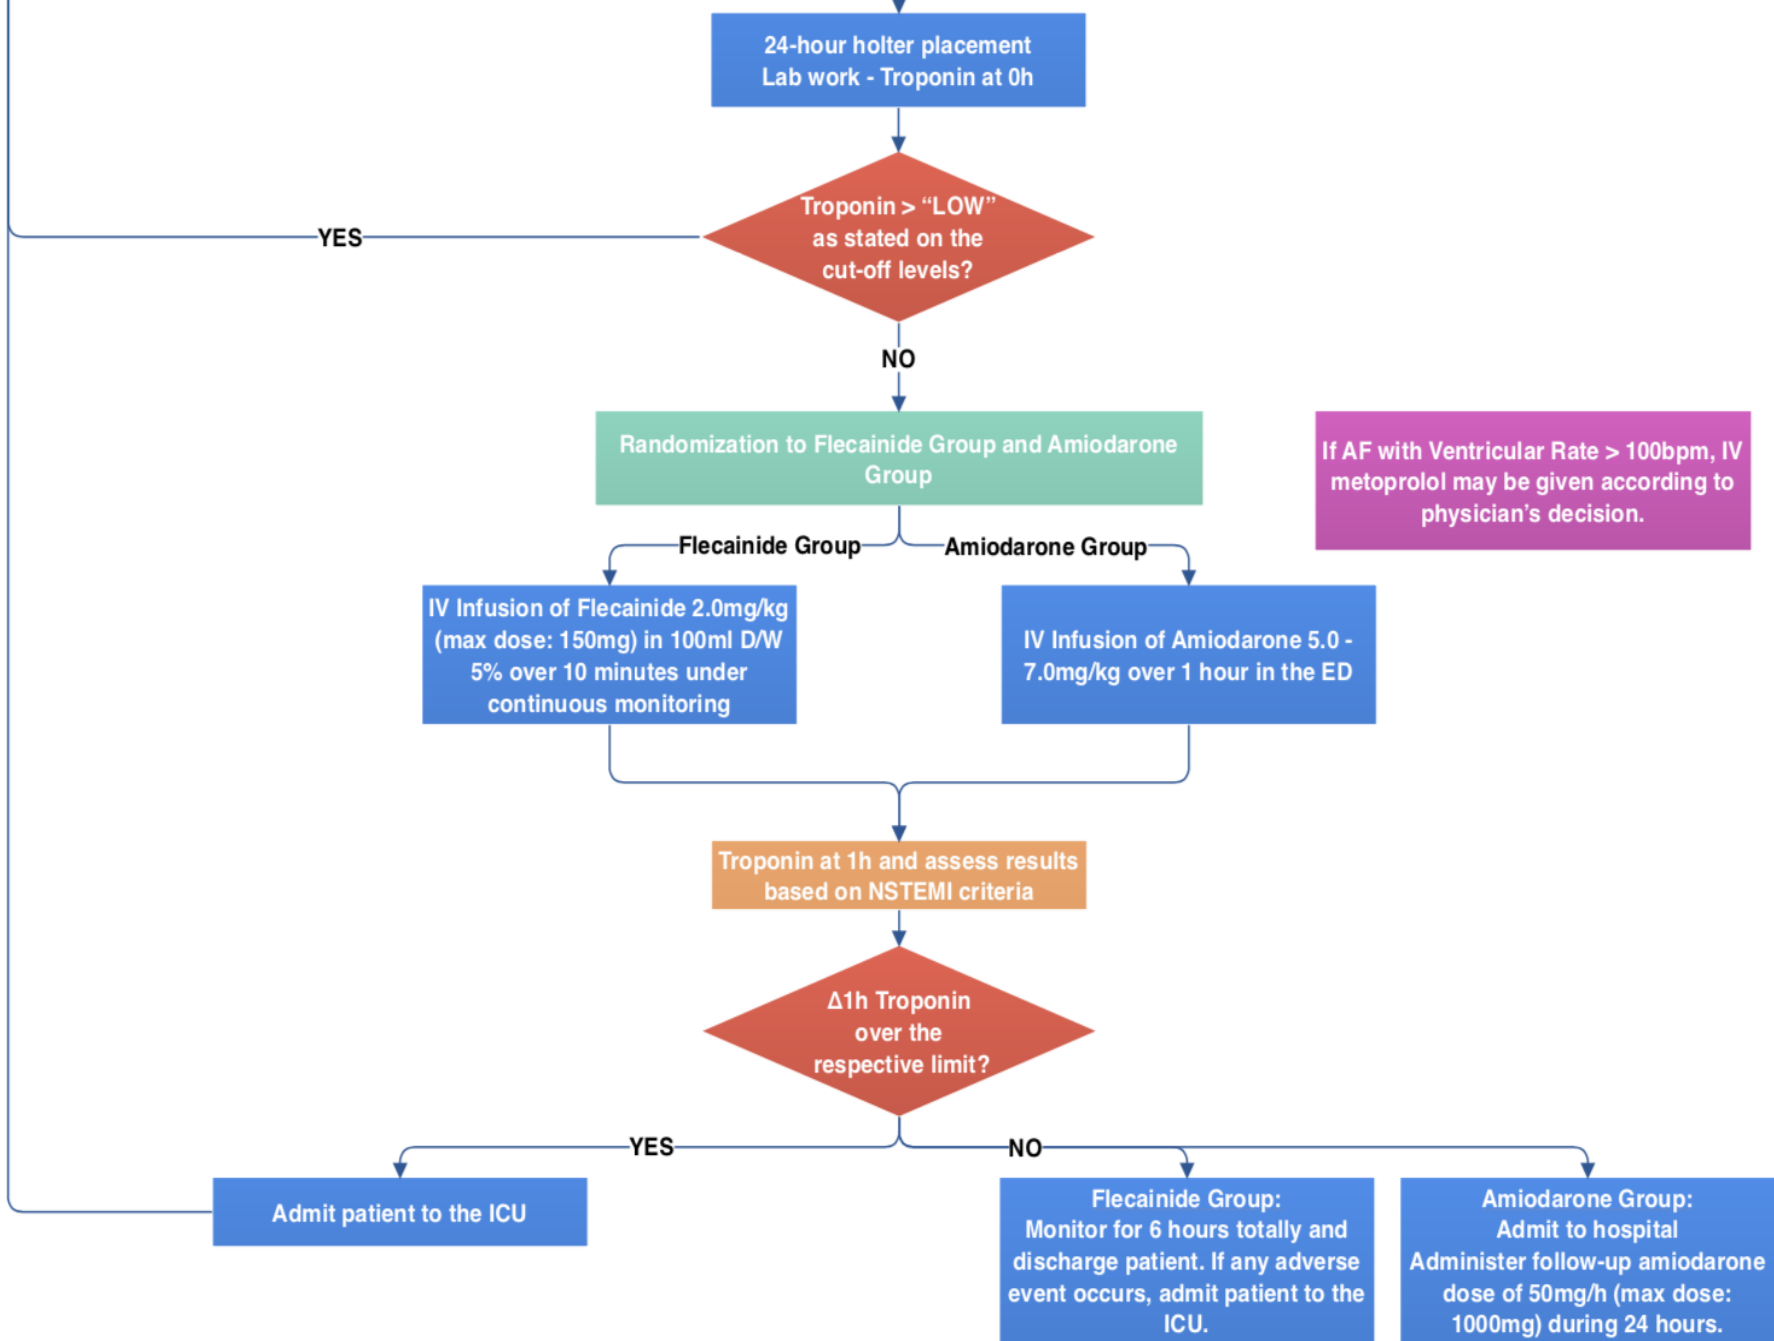 24-hour holter placement
Lab work - Troponin at 0h
Troponin > “LOW”
as stated on the
cut-off levels?
YES
NO
Randomization to Flecainide Group and Amiodarone
Group
If AF with Ventricular Rate > 100bpm, IV
metoprolol may be given according to
physician’s decision.
Flecainide Group
Amiodarone Group
IV Infusion of Flecainide 2.0mg/kg
(max dose: 150mg) in 100ml D/W
5% over 10 minutes under
continuous monitoring
IV Infusion of Amiodarone 5.0 -
7.0mg/kg over 1 hour in the ED
Troponin at 1h and assess results
based on NSTEMI criteria
Δ1h Troponin
over the
respective limit?
YES
NO
Admit patient to the ICU
Flecainide Group:
Monitor for 6 hours totally and
discharge patient. If any adverse
event occurs, admit patient to the
ICU.
Amiodarone Group:
Admit to hospital
Administer follow-up amiodarone
dose of 50mg/h (max dose:
1000mg) during 24 hours.